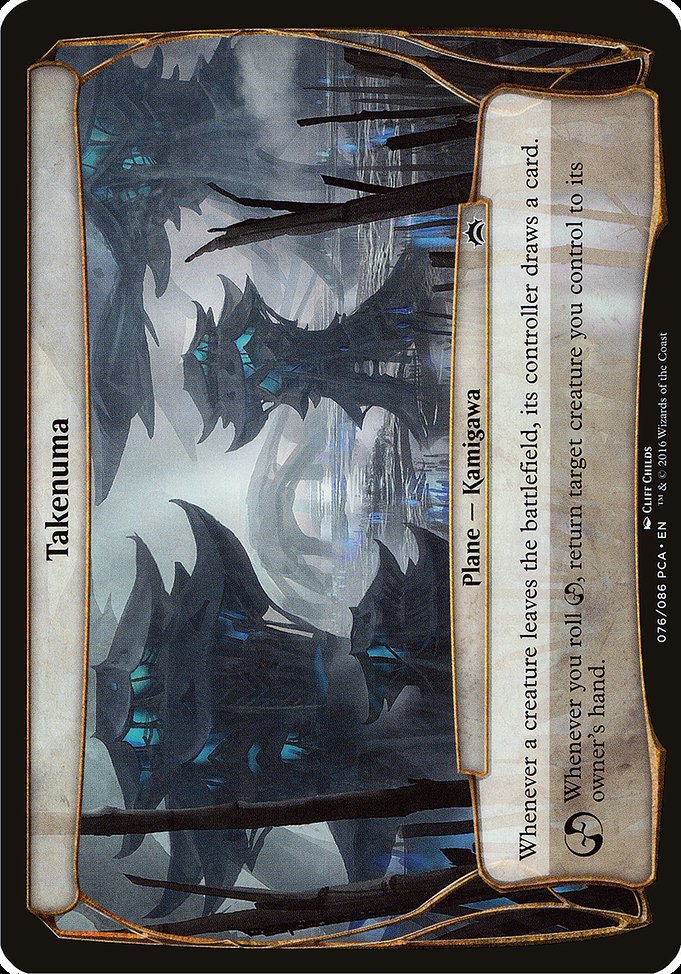 Takenuma
Plane — Kamigawa
Whenever a creature leaves the battlefield, its controller draws a card.
Whenever you roll , return target creature you control to its
owner's hand.
076/086 PCA • EN CLIFF CHILDS
™ & © 2016 Wizards of the Coast